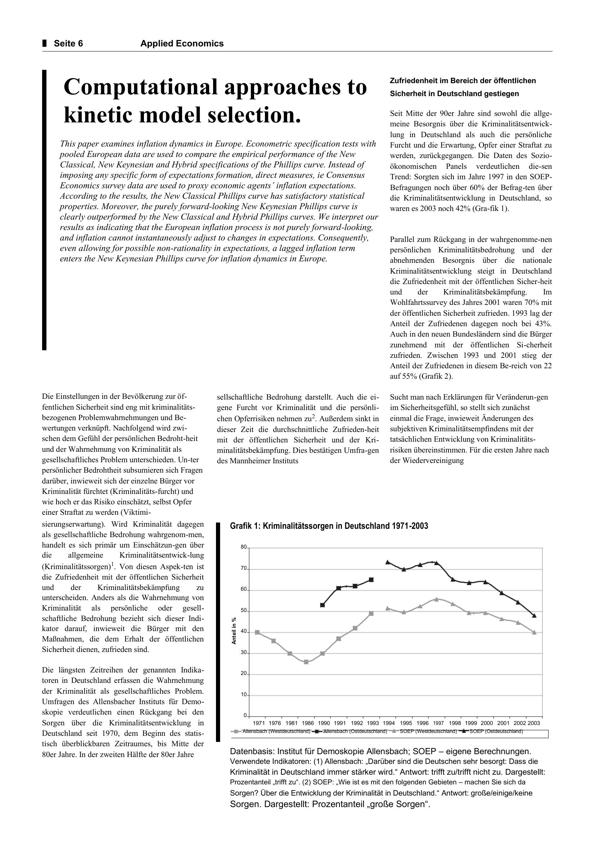 Seite 6 Applied Economics
Computational approaches to
kinetic model selection.
This paper examines inflation dynamics in Europe. Econometric specification tests with
pooled European data are used to compare the empirical performance of the New
Classical, New Keynesian and Hybrid specifications of the Phillips curve. Instead of
imposing any specific form of expectations formation, direct measures, ie Consensus
Economics survey data are used to proxy economic agents´ inflation expectations.
According to the results, the New Classical Phillips curve has satisfactory statistical
properties. Moreover, the purely forward-looking New Keynesian Phillips curve is
clearly outperformed by the New Classical and Hybrid Phillips curves. We interpret our
results as indicating that the European inflation process is not purely forward-looking,
and inflation cannot instantaneously adjust to changes in expectations. Consequently,
even allowing for possible non-rationality in expectations, a lagged inflation term
enters the New Keynesian Phillips curve for inflation dynamics in Europe.
Zufriedenheit im Bereich der öffentlichen
Sicherheit in Deutschland gestiegen
Seit Mitte der 90er Jahre sind sowohl die allge-
meine Besorgnis über die Kriminalitätsentwick-
lung in Deutschland als auch die persönliche
Furcht und die Erwartung, Opfer einer Straftat zu
werden, zurückgegangen. Die Daten des Sozio-
ökonomischen Panels verdeutlichen die-sen
Trend: Sorgten sich im Jahre 1997 in den SOEP-
Befragungen noch über 60% der Befrag-ten über
die Kriminalitätsentwicklung in Deutschland, so
waren es 2003 noch 42% (Gra-fik 1).
Parallel zum Rückgang in der wahrgenomme-nen
persönlichen Kriminalitätsbedrohung und der
abnehmenden Besorgnis über die nationale
Kriminalitätsentwicklung steigt in Deutschland
die Zufriedenheit mit der öffentlichen Sicher-heit
und der Kriminalitätsbekämpfung. Im
Wohlfahrtssurvey des Jahres 2001 waren 70% mit
der öffentlichen Sicherheit zufrieden. 1993 lag der
Anteil der Zufriedenen dagegen noch bei 43%.
Auch in den neuen Bundesländern sind die Bürger
zunehmend mit der öffentlichen Si-cherheit
zufrieden. Zwischen 1993 und 2001 stieg der
Anteil der Zufriedenen in diesem Be-reich von 22
auf 55% (Grafik 2).
Die Einstellungen in der Bevölkerung zur öf-
fentlichen Sicherheit sind eng mit kriminalitäts-
bezogenen Problemwahrnehmungen und Be-
wertungen verknüpft. Nachfolgend wird zwi-
schen dem Gefühl der persönlichen Bedroht-heit
und der Wahrnehmung von Kriminalität als
gesellschaftliches Problem unterschieden. Un-ter
persönlicher Bedrohtheit subsumieren sich Fragen
darüber, inwieweit sich der einzelne Bürger vor
Kriminalität fürchtet (Kriminalitäts-furcht) und
wie hoch er das Risiko einschätzt, selbst Opfer
einer Straftat zu werden (Viktimi-
sierungserwartung). Wird Kriminalität dagegen
als gesellschaftliche Bedrohung wahrgenom-men,
handelt es sich primär um Einschätzun-gen über
die allgemeine Kriminalitätsentwick-lung
(Kriminalitätssorgen)1. Von diesen Aspek-ten ist
die Zufriedenheit mit der öffentlichen Sicherheit
und der Kriminalitätsbekämpfung zu
unterscheiden. Anders als die Wahrnehmung von
Kriminalität als persönliche oder gesell-
schaftliche Bedrohung bezieht sich dieser Indi-
kator darauf, inwieweit die Bürger mit den
Maßnahmen, die dem Erhalt der öffentlichen
Sicherheit dienen, zufrieden sind.
Die längsten Zeitreihen der genannten Indika-
toren in Deutschland erfassen die Wahrnehmung
der Kriminalität als gesellschaftliches Problem.
Umfragen des Allensbacher Instituts für Demo-
skopie verdeutlichen einen Rückgang bei den
Sorgen über die Kriminalitätsentwicklung in
Deutschland seit 1970, dem Beginn des statis-
tisch überblickbaren Zeitraumes, bis Mitte der
80er Jahre. In der zweiten Hälfte der 80er Jahre
sellschaftliche Bedrohung darstellt. Auch die ei-
gene Furcht vor Kriminalität und die persönli-
chen Opferrisiken nehmen zu2. Außerdem sinkt in
dieser Zeit die durchschnittliche Zufrieden-heit
mit der öffentlichen Sicherheit und der Kri-
minalitätsbekämpfung. Dies bestätigen Umfra-gen
des Mannheimer Instituts
Sucht man nach Erklärungen für Veränderun-gen
im Sicherheitsgefühl, so stellt sich zunächst
einmal die Frage, inwieweit Änderungen des
subjektiven Kriminalitätsempfindens mit der
tatsächlichen Entwicklung von Kriminalitäts-
risiken übereinstimmen. Für die ersten Jahre nach
der Wiedervereinigung
Grafik 1: Kriminalitätssorgen in Deutschland 1971-2003
Anteil in %
80
70
60
50
40
30
20
10
0
1971 1976 1981 1986 1990 1991 1992 1993 1994 1995 1996 1997 1998 1999 2000 2001 2002 2003
Allensbach (Westdeutschland) Allensbach (Ostdeutschland) SOEP (Westdeutschland) SOEP (Ostdeutschland)
Datenbasis: Institut für Demoskopie Allensbach; SOEP – eigene Berechnungen.
Verwendete Indikatoren: (1) Allensbach: „Darüber sind die Deutschen sehr besorgt: Dass die
Kriminalität in Deutschland immer stärker wird.“ Antwort: trifft zu/trifft nicht zu. Dargestellt:
Prozentanteil „trifft zu“. (2) SOEP: „Wie ist es mit den folgenden Gebieten – machen Sie sich da
Sorgen? Über die Entwicklung der Kriminalität in Deutschland.“ Antwort: große/einige/keine
Sorgen. Dargestellt: Prozentanteil „große Sorgen“.